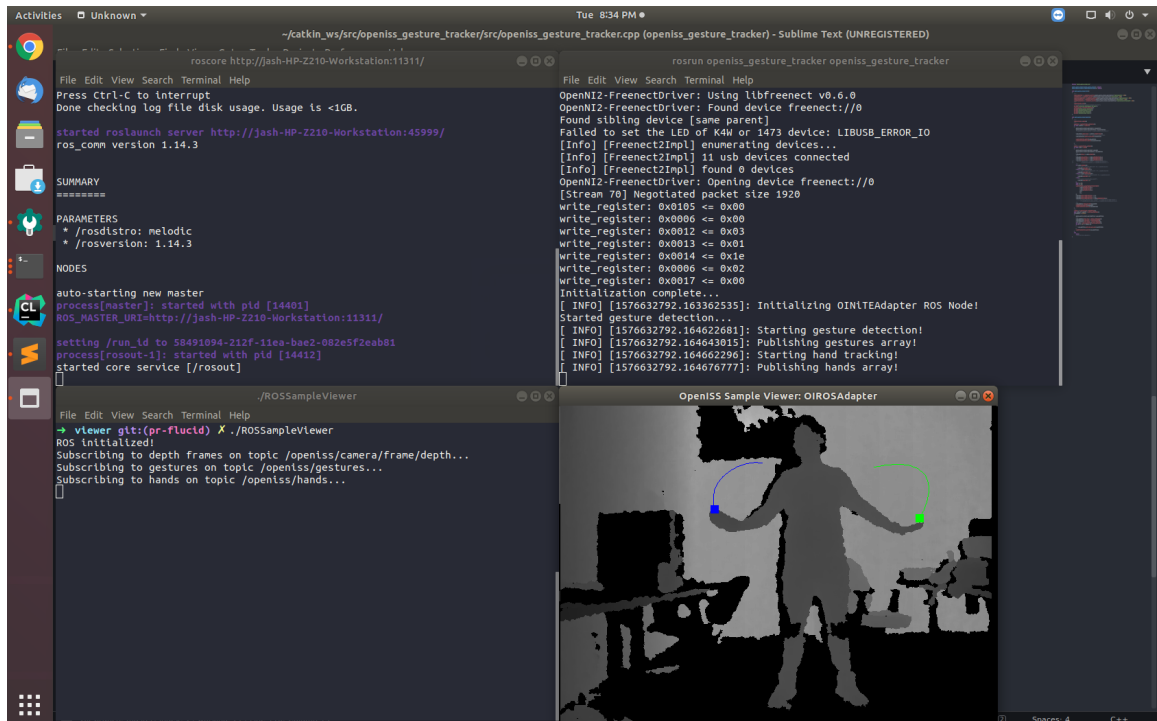 Activities
Unknown
Tue 8:34 PM
~/catkin_ws/src/openiss_gesture_tracker/src/openiss_gesture_tracker.cpp (openiss_gesture_tracker) - Sublime Text (UNREGISTERED)
roscore http://jash-HP-Z210-Workstation:11311/
File Edit View Search Terminal Help
Press Ctrl-C to interrupt
Done checking log file disk usage. Usage is <1GB.
started roslaunch server http://jash-HP-Z210-Workstation:45999/
ros_comm version 1.14.3
SUMMARY
========
PARAMETERS
* /rosdistro: melodic
* /rosversion: 1.14.3
NODES
auto-starting new master
process[master]: started with pid [14401]
ROS_MASTER_URI=http://jash-HP-Z210-Workstation:11311/
setting /run_id to 58491094-212f-11ea-bae2-082e5f2eab81
process[rosout-1]: started with pid [14412]
started core service [/rosout]
rosrun openiss_gesture_tracker openiss_gesture_tracker
File Edit View Search Terminal Help
OpenNI2-FreenectDriver: Using libfreenect v0.6.0
OpenNI2-FreenectDriver: Found device freenect://0
Found sibling device [same parent]
Failed to set the LED of K4W or 1473 device: LIBUSB_ERROR_IO
[Info] [Freenect2Impl] enumerating devices...
[Info] [Freenect2Impl] 11 usb devices connected
[Info] [Freenect2Impl] found 0 devices
OpenNI2-FreenectDriver: Opening device freenect://0
[Stream 70] Negotiated packet size 1920
write_register: 0x0105 <= 0x00
write_register: 0x0006 <= 0x00
write_register: 0x0012 <= 0x03
write_register: 0x0013 <= 0x01
write_register: 0x0014 <= 0x1e
write_register: 0x0006 <= 0x02
write_register: 0x0017 <= 0x00
Initialization complete...
[ INFO] [1576632792.163362535]: Initializing OINiTEAdapter ROS Node!
Started gesture detection...
[ INFO] [1576632792.164622681]: Starting gesture detection!
[ INFO] [1576632792.164643015]: Publishing gestures array!
[ INFO] [1576632792.164662296]: Starting hand tracking!
[ INFO] [1576632792.164676777]: Publishing hands array!
./ROSSampleViewer
File Edit View Search Terminal Help
→ viewer git:(pr-flucid) ✗ ./ROSSampleViewer
ROS initialized!
Subscribing to depth frames on topic /openiss/camera/frame/depth...
Subscribing to gestures on topic /openiss/gestures...
Subscribing to hands on topic /openiss/hands...
OpenISS Sample Viewer: OIROSAdapter
CL
Spaces: 4
C++